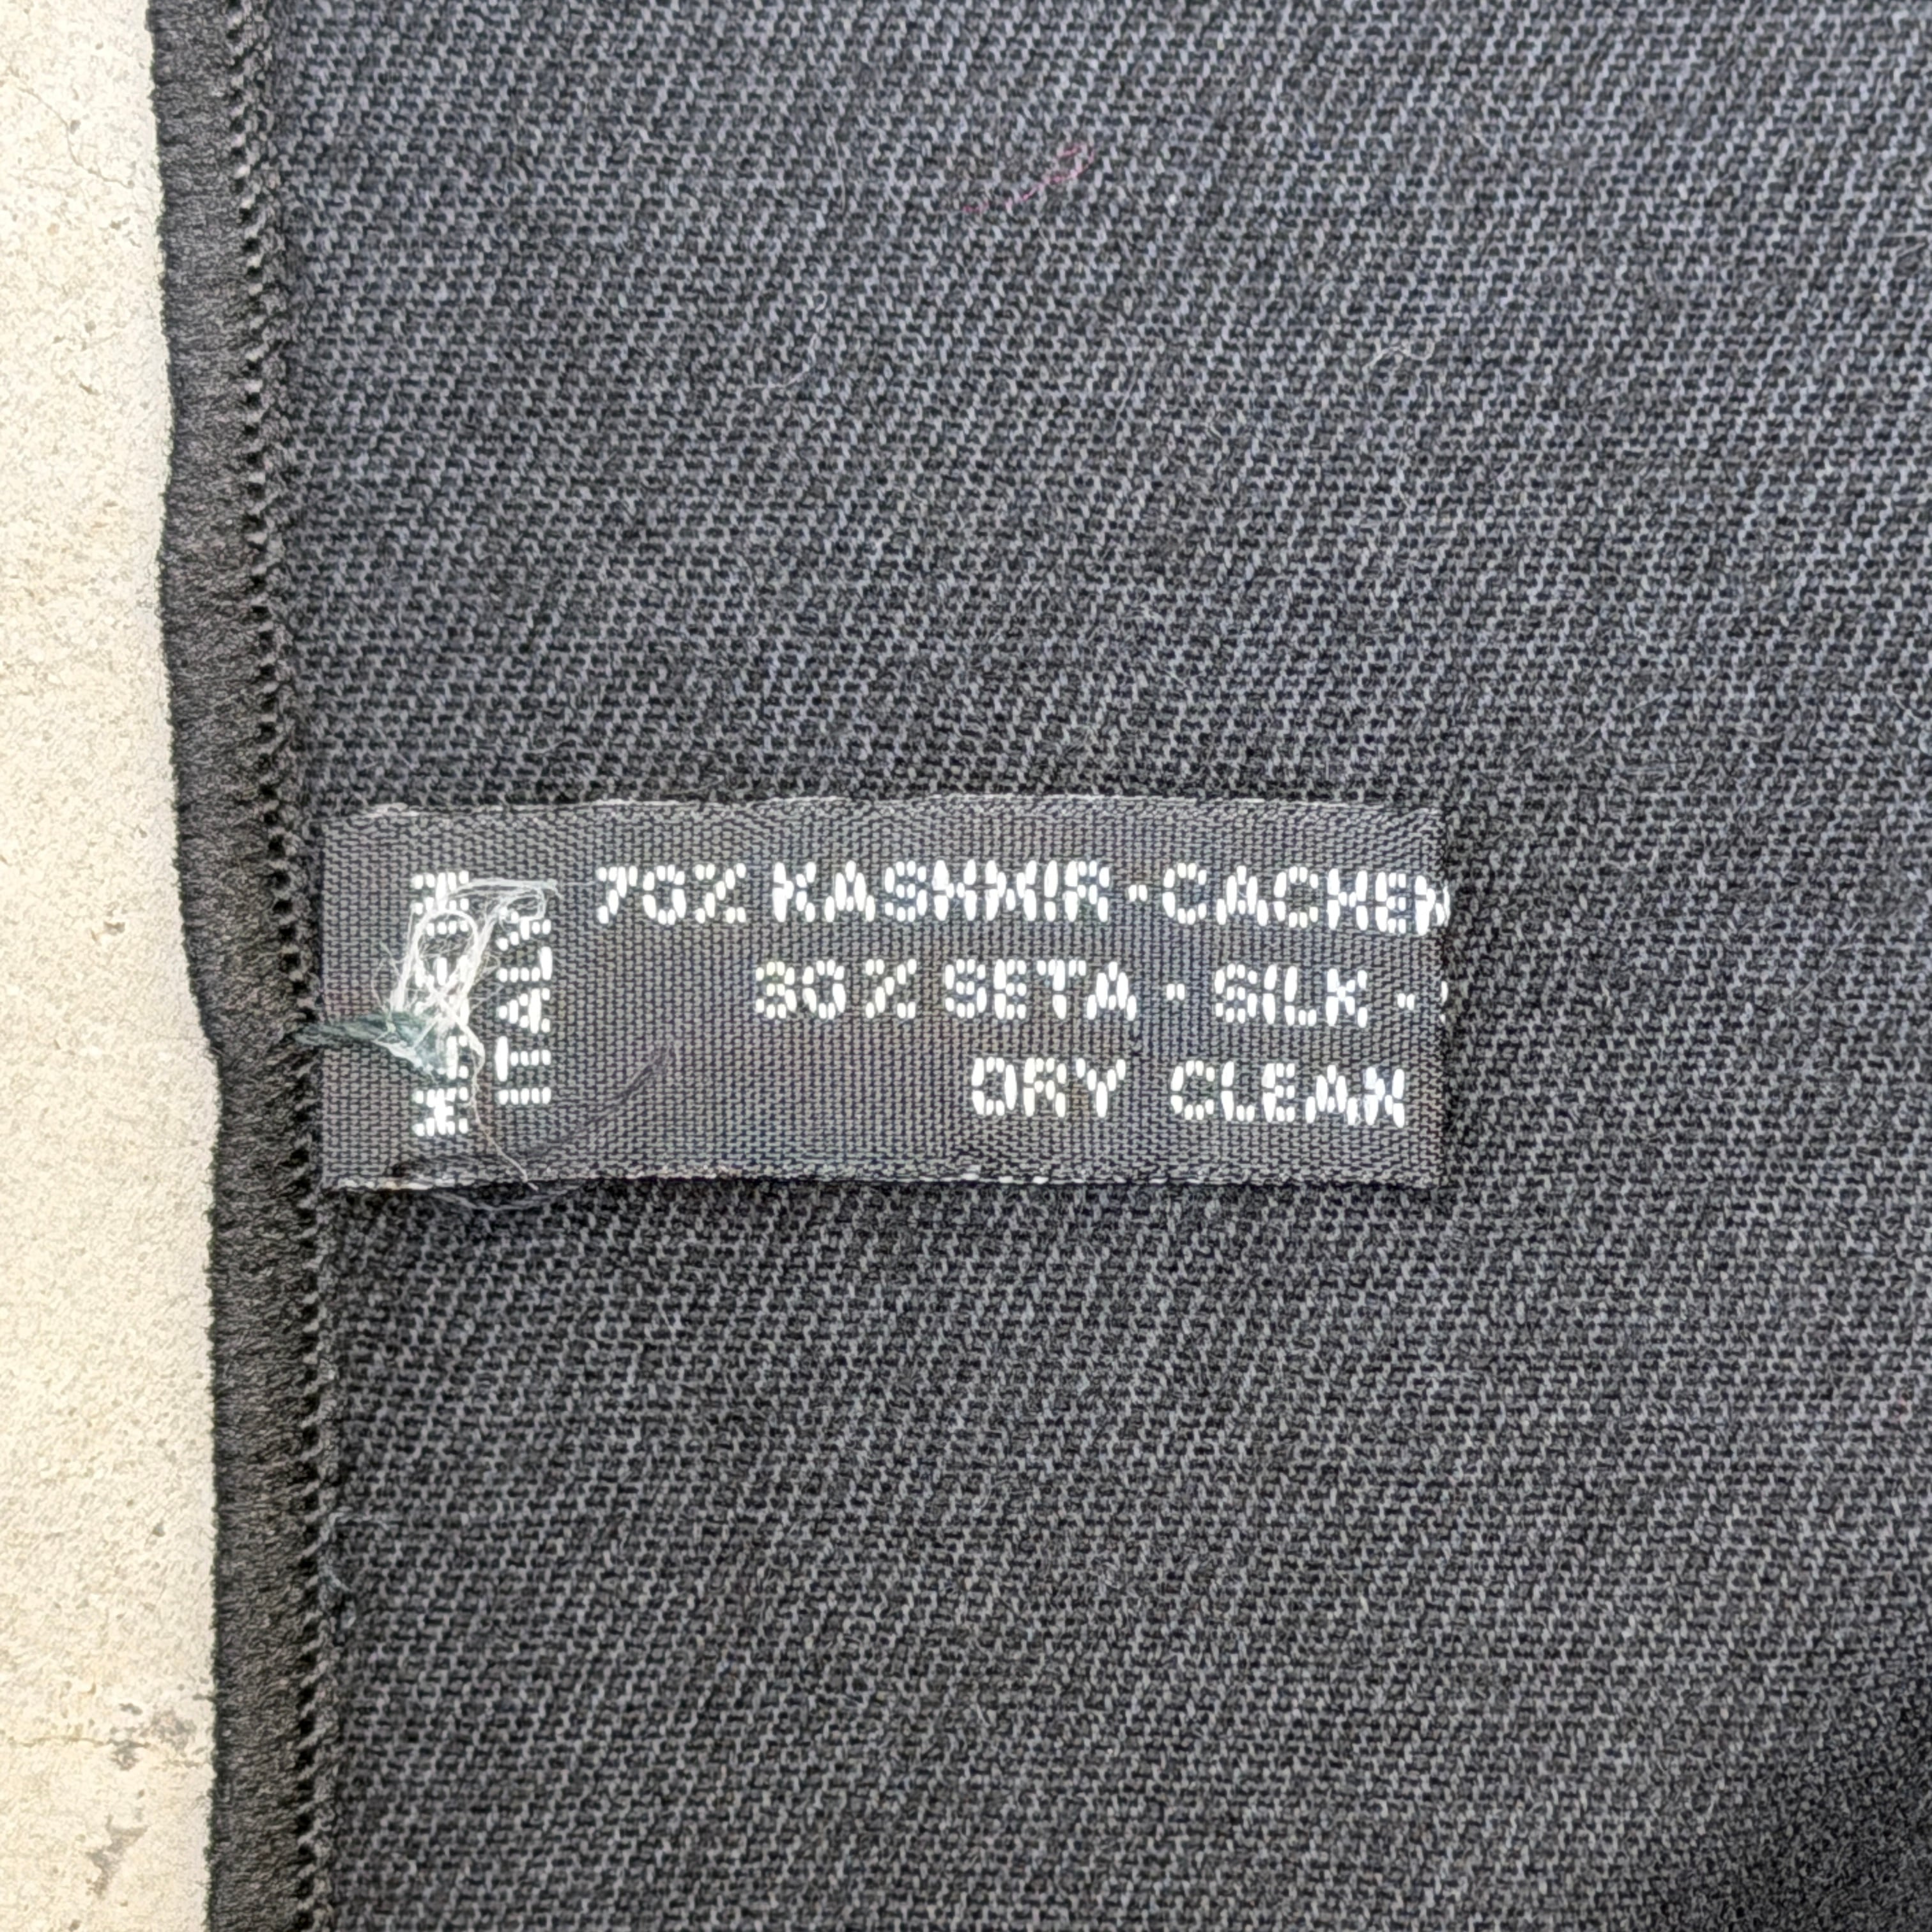 ITALY
70% KASHMIR·CACHEM
30% SETA · SILK ·
DRY CLEAN